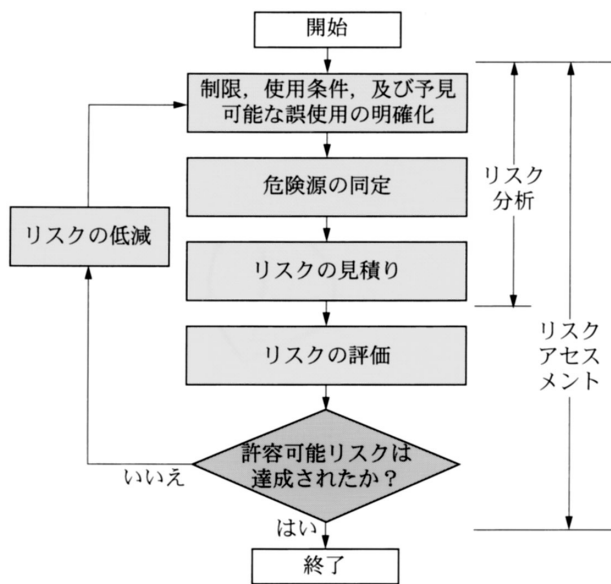 開始
制限，使用条件，及び予見
可能な誤使用の明確化
危険源の同定
リスク
分析
リスクの低減
リスクの見積り
リスクの評価
リスク
アセス
メント
許容可能リスクは
達成されたか？
いいえ
はい
終了